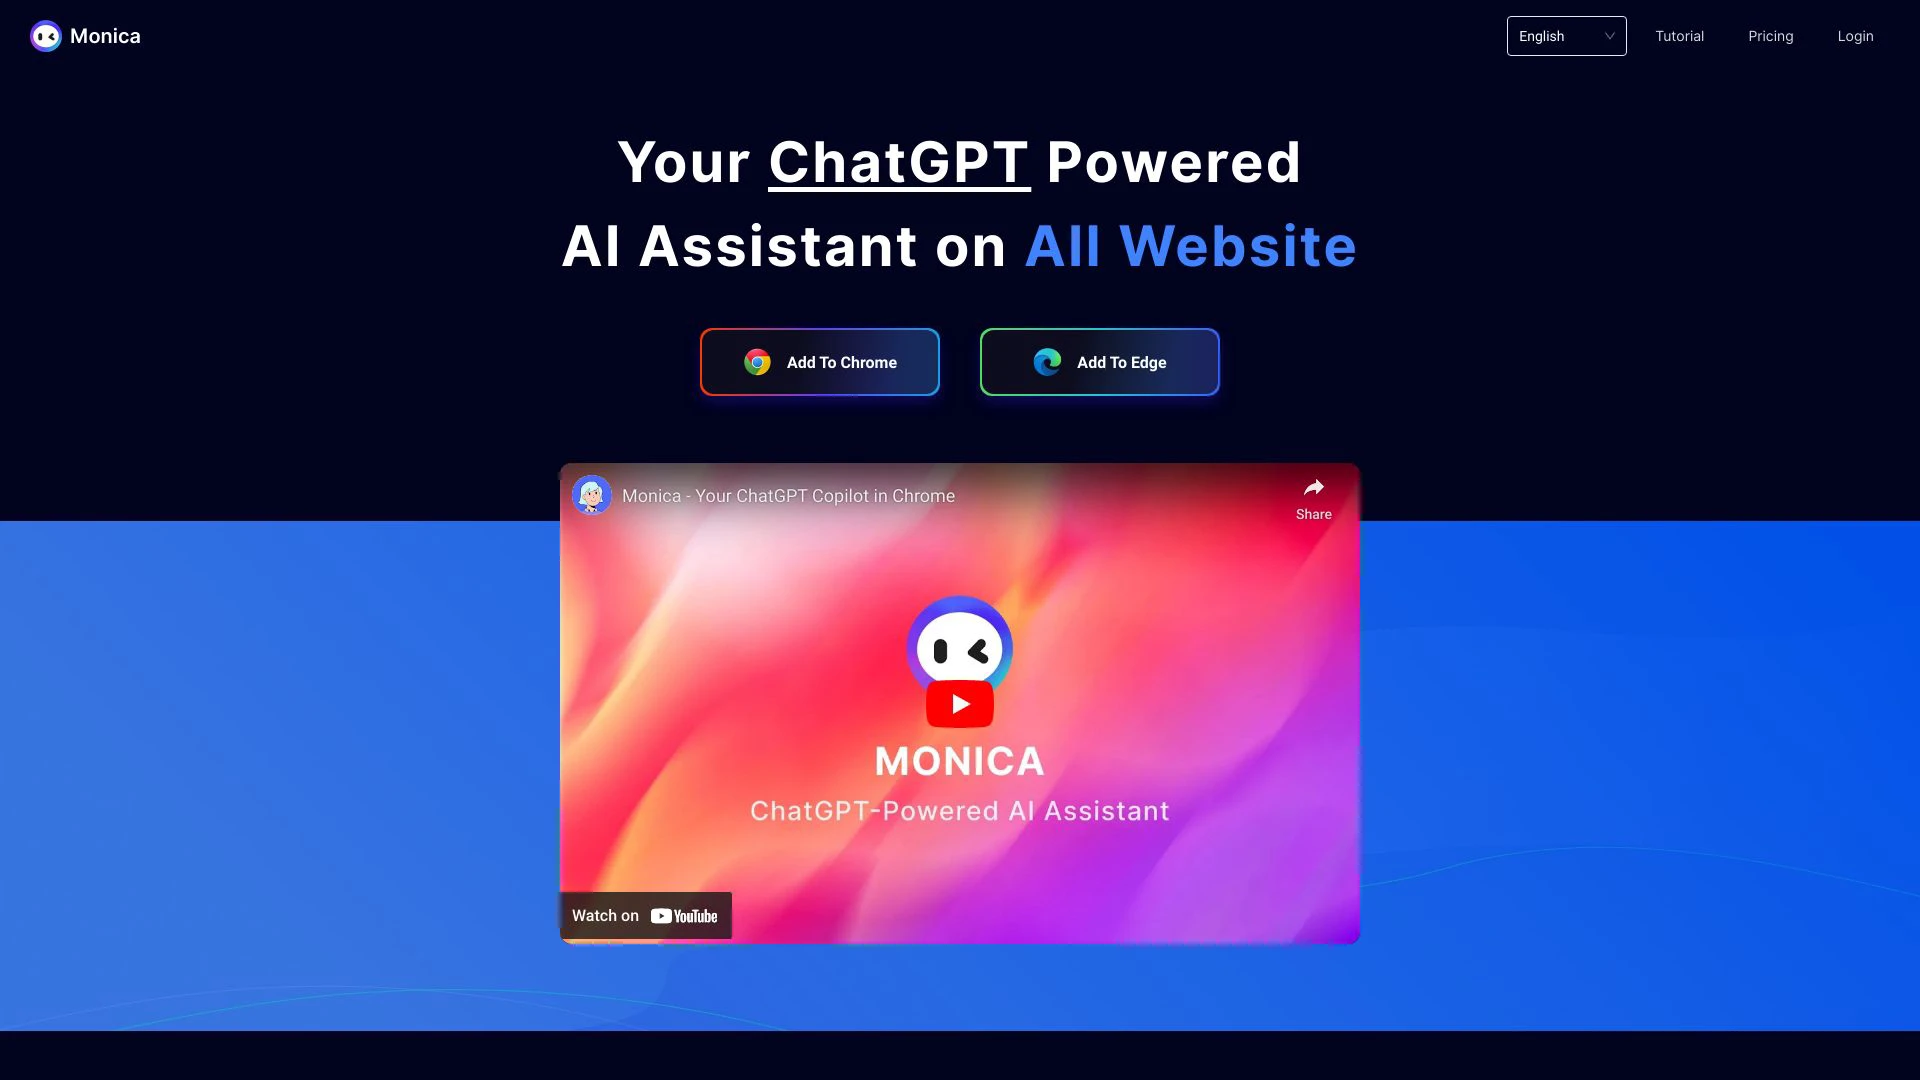 Monica
English
Tutorial
Pricing
Login
Your ChatGPT Powered
AI Assistant on All Website
Add To Chrome
Add To Edge
Monica - Your ChatGPT Copilot in Chrome
Share
MONICA
ChatGPT-Powered AI Assistant
Watch on YouTube